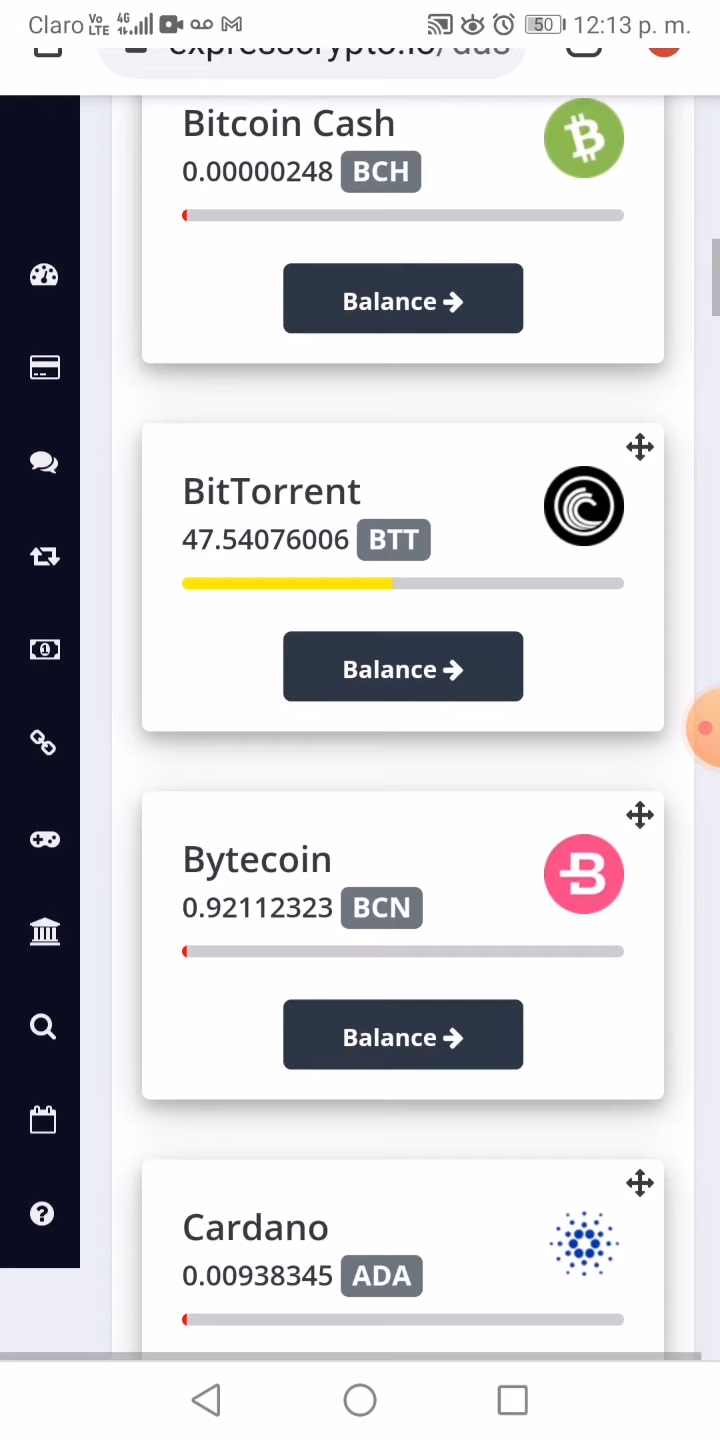 Claro VoLTE 4G 50 12:13 p. m.
Bitcoin Cash
0.00000248 BCH
Balance
BitTorrent
47.54076006 BTT
Balance
Bytecoin
0.92112323 BCN
Balance
Cardano
0.00938345 ADA